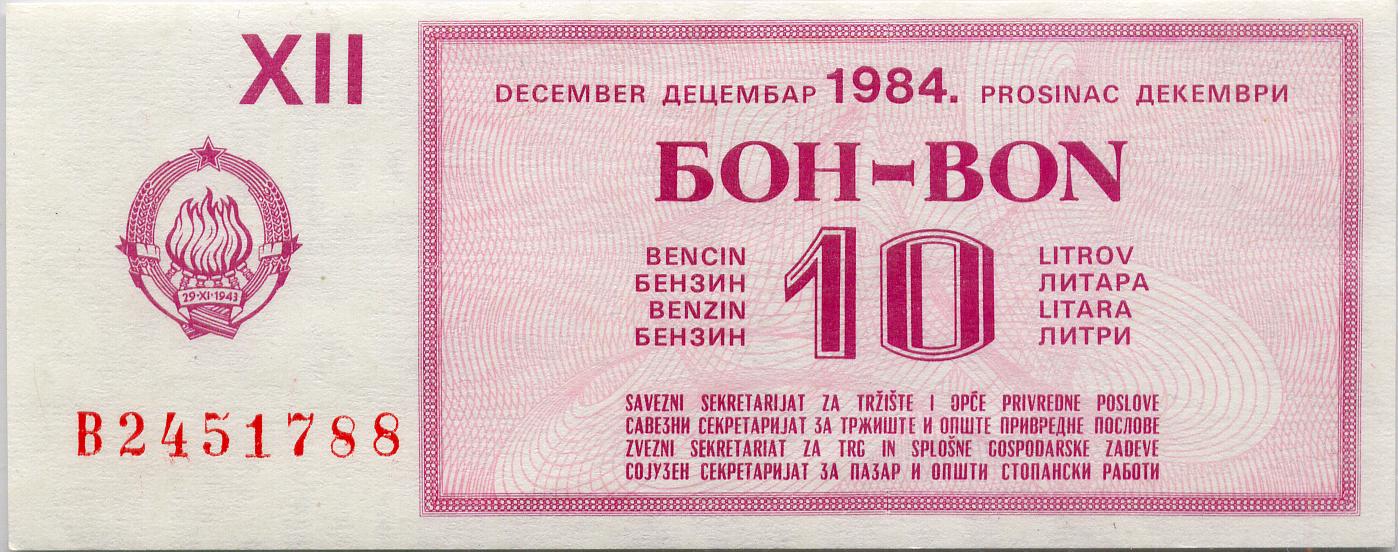 XII
DECEMBER ДЕЦЕМБАР 1984. PROSINAC ДЕКЕМВРИ
БОН-BON
BENCIN 10 LITROV
БЕНЗИН ЛИТАРА
BENZIN LITARA
БЕНЗИН ЛИТРИ
29·XI·1943
B2451788
SAVEZNI SEKRETARIJAT ZA TRŽIŠTE I OPĆE PRIVREDNE POSLOVE
САВЕЗНИ СЕКРЕТАРИЈАТ ЗА ТРЖИШТЕ И ОПШТЕ ПРИВРЕДНЕ ПОСЛОВЕ
ZVEZNI SEKRETARIAT ZA TRG IN SPLOŠNE GOSPODARSKE ZADEVE
СОЈУЗЕН СЕКРЕТАРИЈАТ ЗА ПАЗАР И ОПШТИ СТОПАНСКИ РАБОТИ